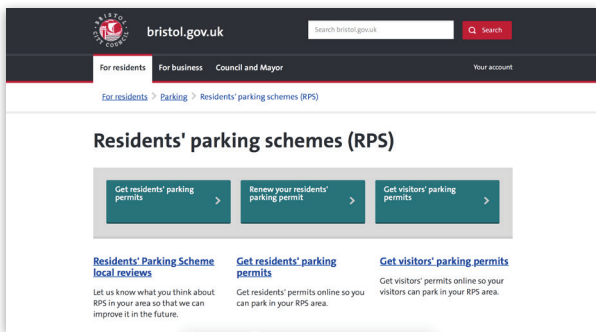 BRISTOL
CITY COUNCIL
bristol.gov.uk
Search bristol.gov.uk
Search
For residents
For business
Council and Mayor
Your account
For residents > Parking > Residents' parking schemes (RPS)
Residents' parking schemes (RPS)
Get residents' parking
permits
Renew your residents'
parking permit
Get visitors' parking
permits
Residents' Parking Scheme
local reviews
Let us know what you think about
RPS in your area so that we can
improve it in the future.
Get residents' parking
permits
Get residents' permits online so you
can park in your RPS area.
Get visitors' parking permits
Get visitors' permits online so your
visitors can park in your RPS area.